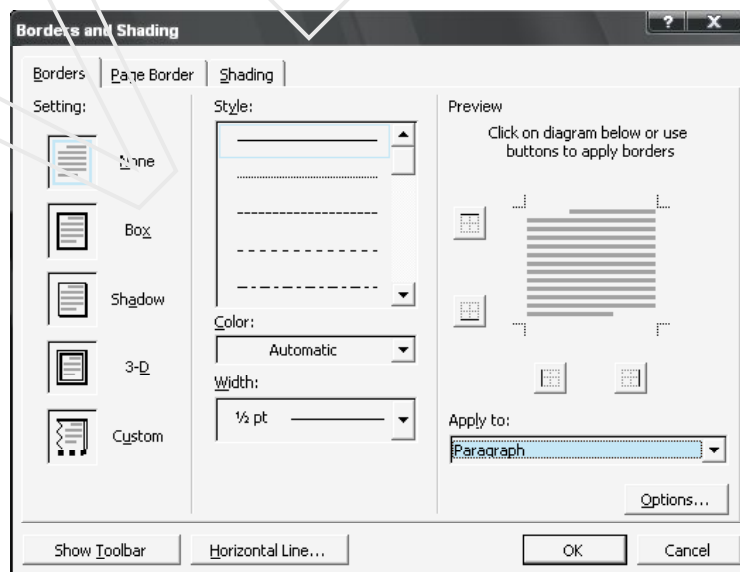 Borders and Shading
Borders
Page Border
Shading
Setting:
None
Box
Shadow
3-D
Custom
Style:
Color:
Automatic
Width:
½ pt
Preview
Click on diagram below or use
buttons to apply borders
Apply to:
Paragraph
Options...
Show Toolbar
Horizontal Line...
OK
Cancel